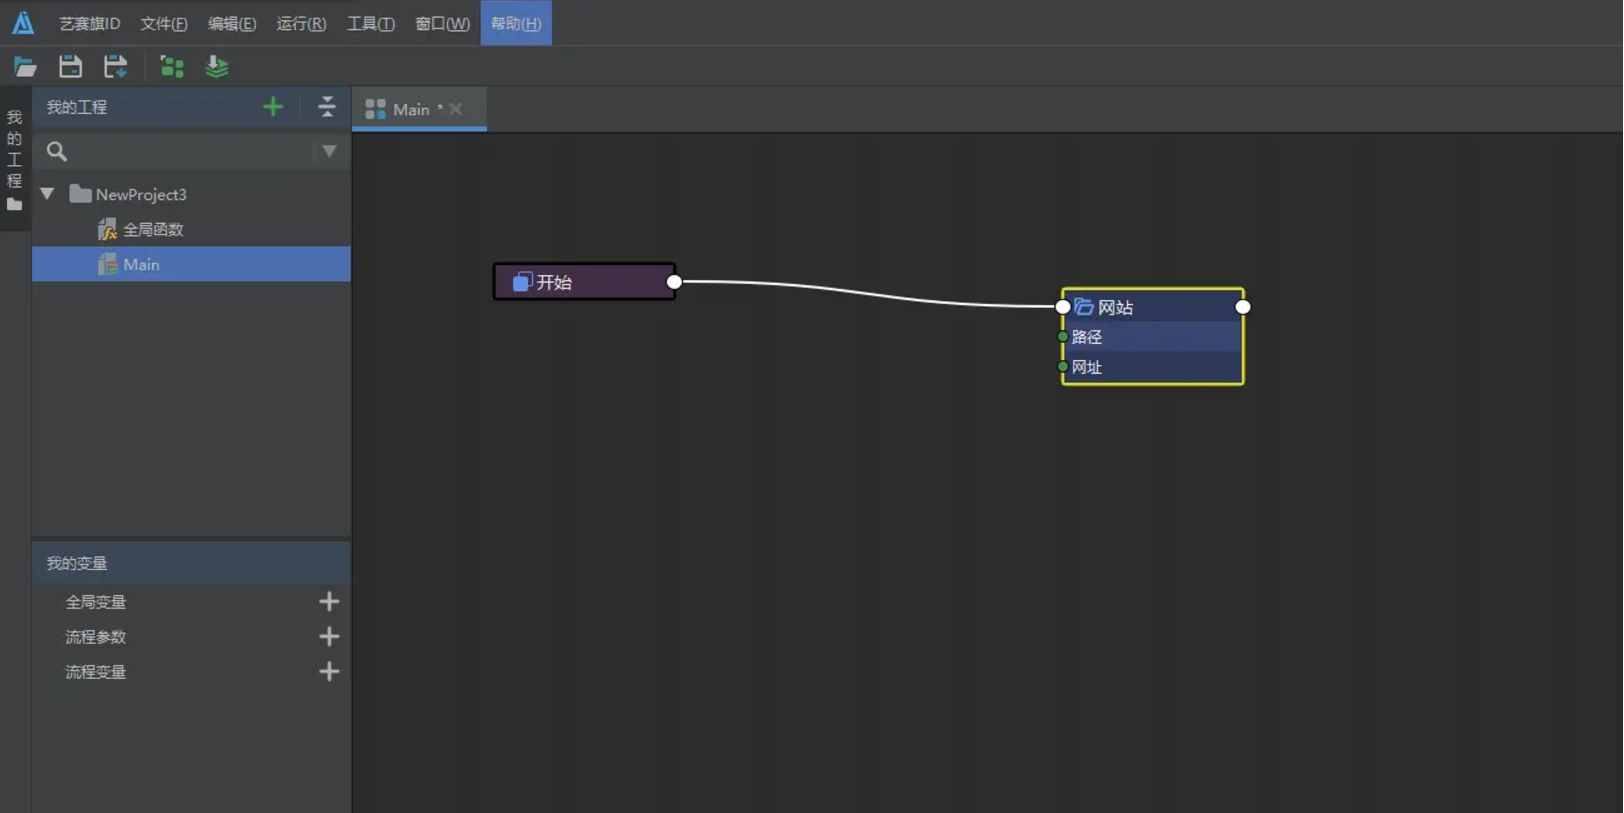 艺赛旗ID 文件(F) 编辑(E) 运行(R) 工具(T) 窗口(W) 帮助(H)
我的工程
我的工程
Main *
NewProject3
全局函数
Main
开始
网站
路径
网址
我的变量
全局变量
流程参数
流程变量